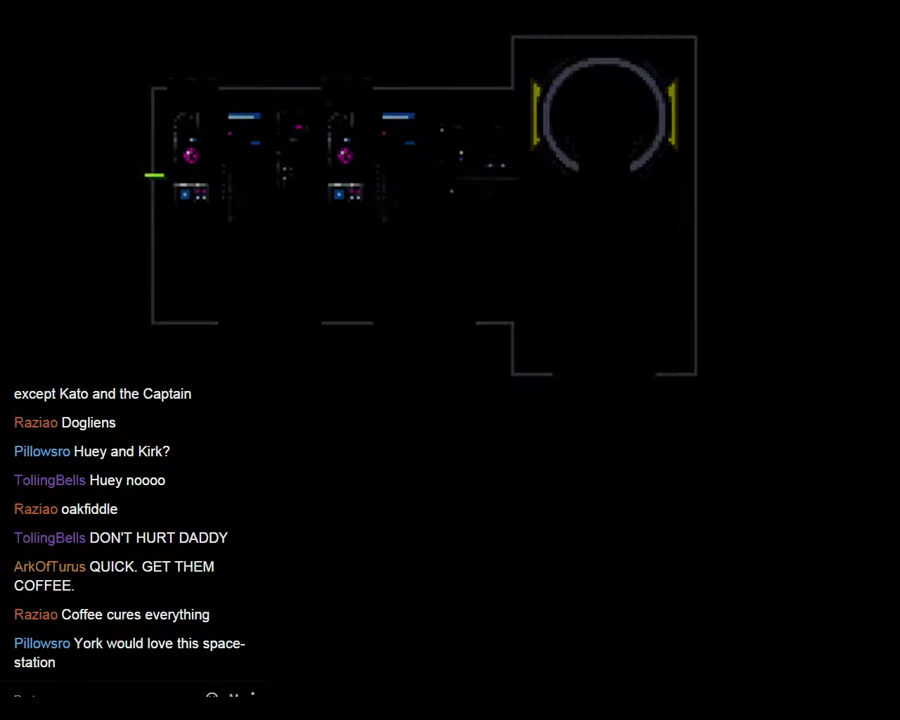 except Kato and the Captain
Raziao Dogliens
Pillowsro Huey and Kirk?
TollingBells Huey noooo
Raziao oakfiddle
TollingBells DON'T HURT DADDY
ArkOfTurus QUICK. GET THEM
COFFEE.
Raziao Coffee cures everything
Pillowsro York would love this space-
station